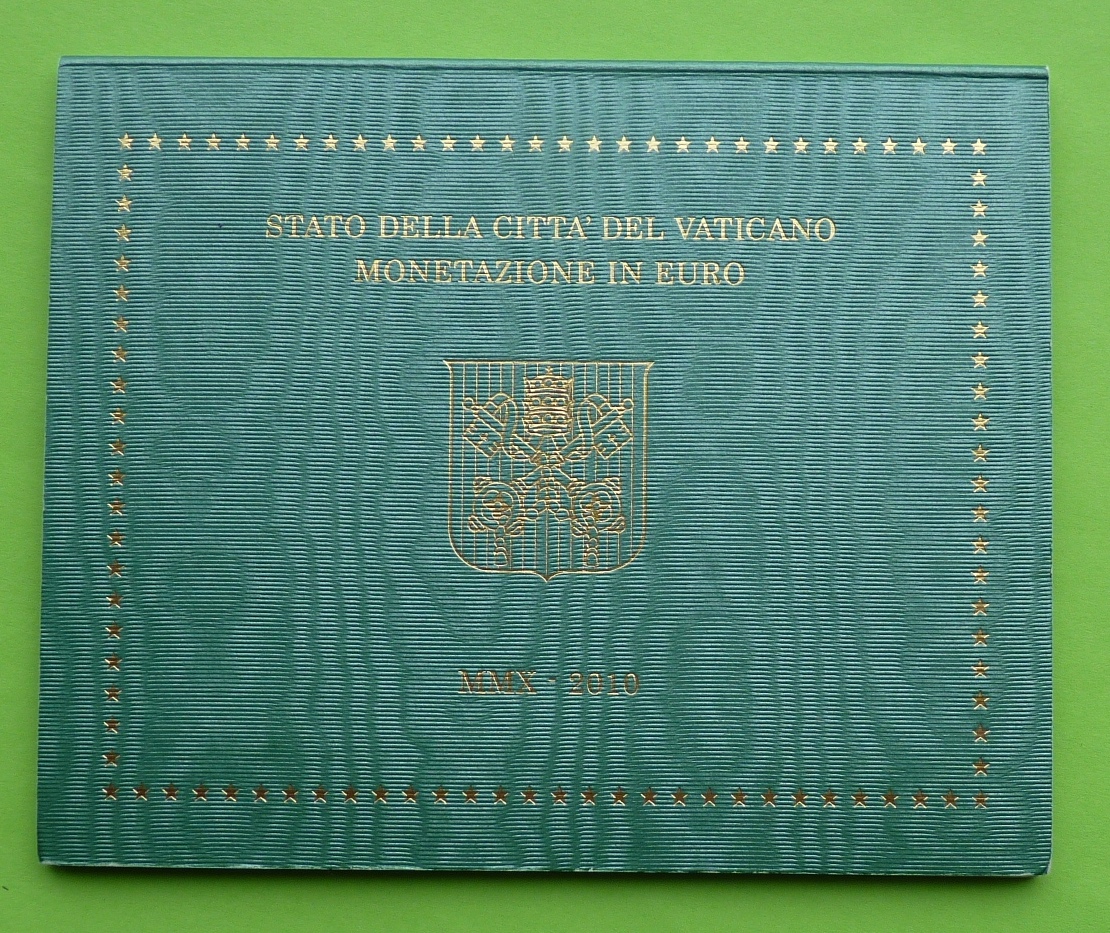 STATO DELLA CITTA' DEL VATICANO
MONETAZIONE IN EURO
MMX - 2010